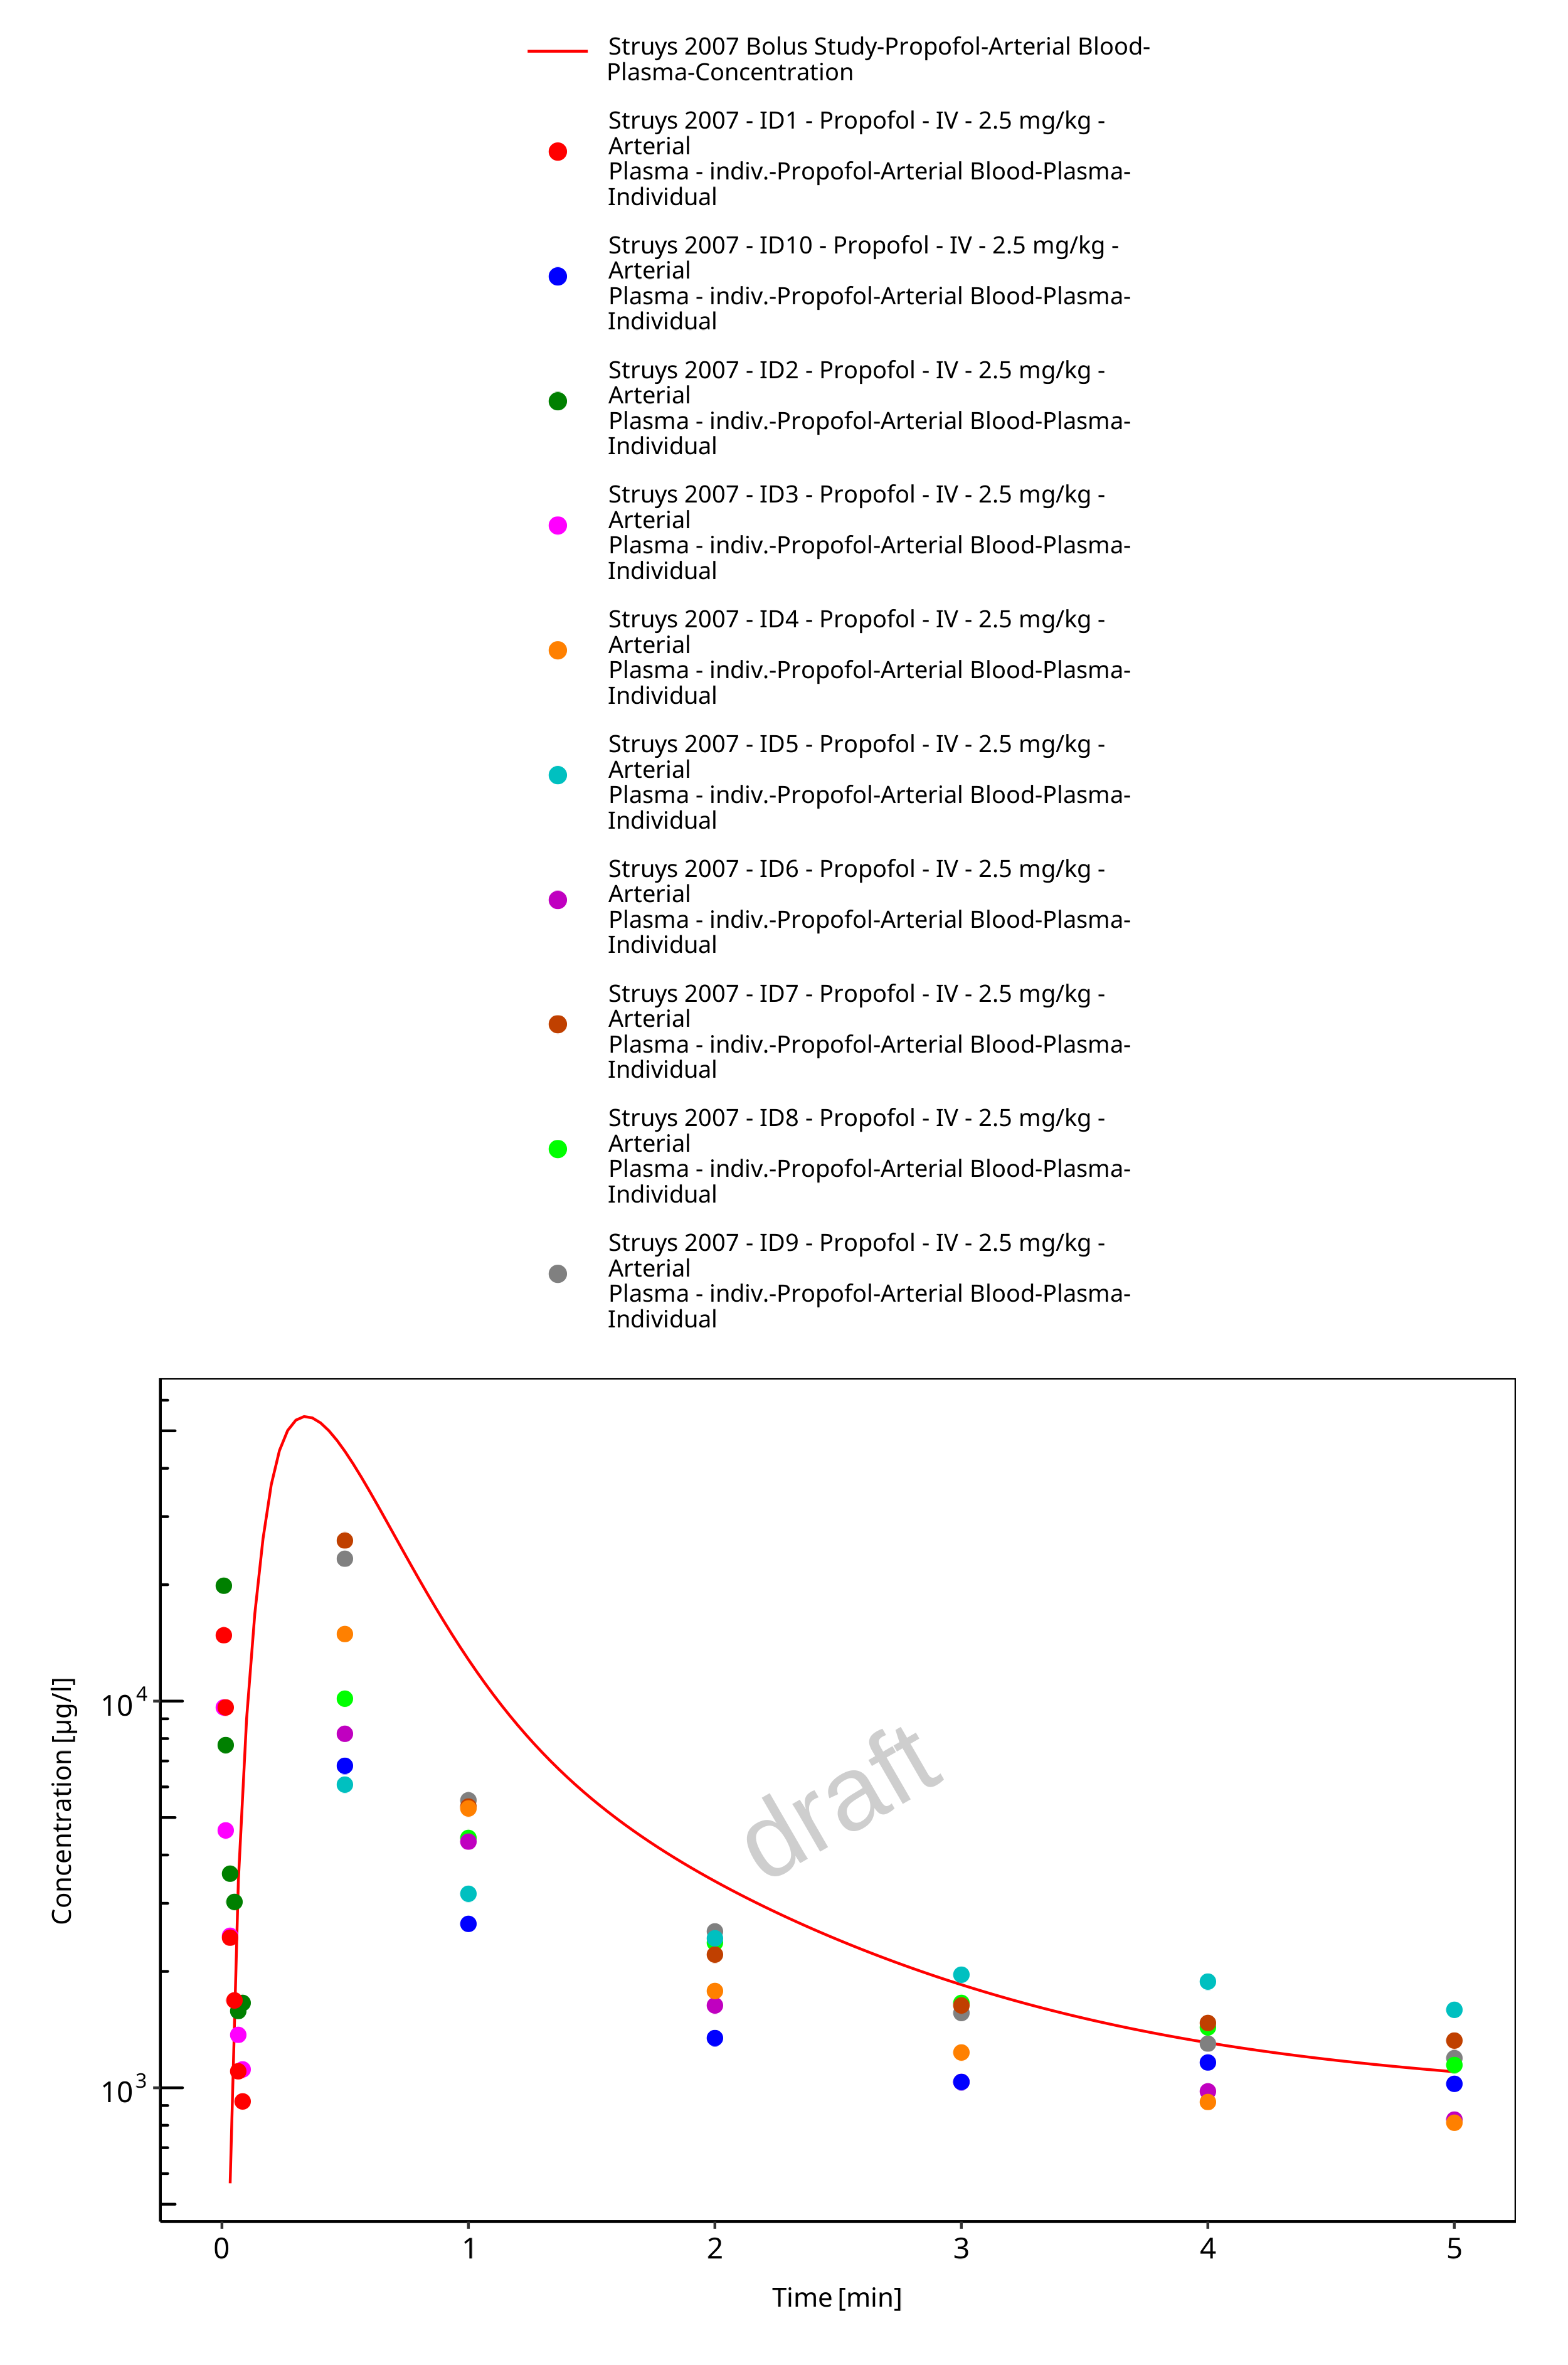 Struys 2007 Bolus Study-Propofol-Arterial Blood-
Plasma-Concentration
Struys 2007 - ID1 - Propofol - IV - 2.5 mg/kg -
Arterial
Plasma - indiv.-Propofol-Arterial Blood-Plasma-
Individual
Struys 2007 - ID10 - Propofol - IV - 2.5 mg/kg -
Arterial
Plasma - indiv.-Propofol-Arterial Blood-Plasma-
Individual
Struys 2007 - ID2 - Propofol - IV - 2.5 mg/kg -
Arterial
Plasma - indiv.-Propofol-Arterial Blood-Plasma-
Individual
Struys 2007 - ID3 - Propofol - IV - 2.5 mg/kg -
Arterial
Plasma - indiv.-Propofol-Arterial Blood-Plasma-
Individual
Struys 2007 - ID4 - Propofol - IV - 2.5 mg/kg -
Arterial
Plasma - indiv.-Propofol-Arterial Blood-Plasma-
Individual
Struys 2007 - ID5 - Propofol - IV - 2.5 mg/kg -
Arterial
Plasma - indiv.-Propofol-Arterial Blood-Plasma-
Individual
Struys 2007 - ID6 - Propofol - IV - 2.5 mg/kg -
Arterial
Plasma - indiv.-Propofol-Arterial Blood-Plasma-
Individual
Struys 2007 - ID7 - Propofol - IV - 2.5 mg/kg -
Arterial
Plasma - indiv.-Propofol-Arterial Blood-Plasma-
Individual
Struys 2007 - ID8 - Propofol - IV - 2.5 mg/kg -
Arterial
Plasma - indiv.-Propofol-Arterial Blood-Plasma-
Individual
Struys 2007 - ID9 - Propofol - IV - 2.5 mg/kg -
Arterial
Plasma - indiv.-Propofol-Arterial Blood-Plasma-
Individual
Concentration [µg/l]
10⁴
10³
draft
0 1 2 3 4 5
Time [min]